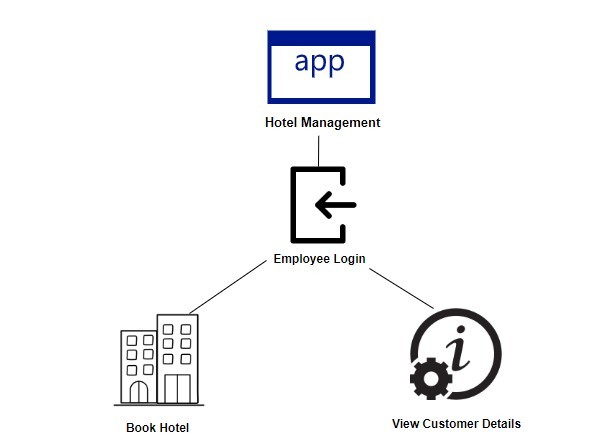 app
Hotel Management
Employee Login
i
Book Hotel
View Customer Details